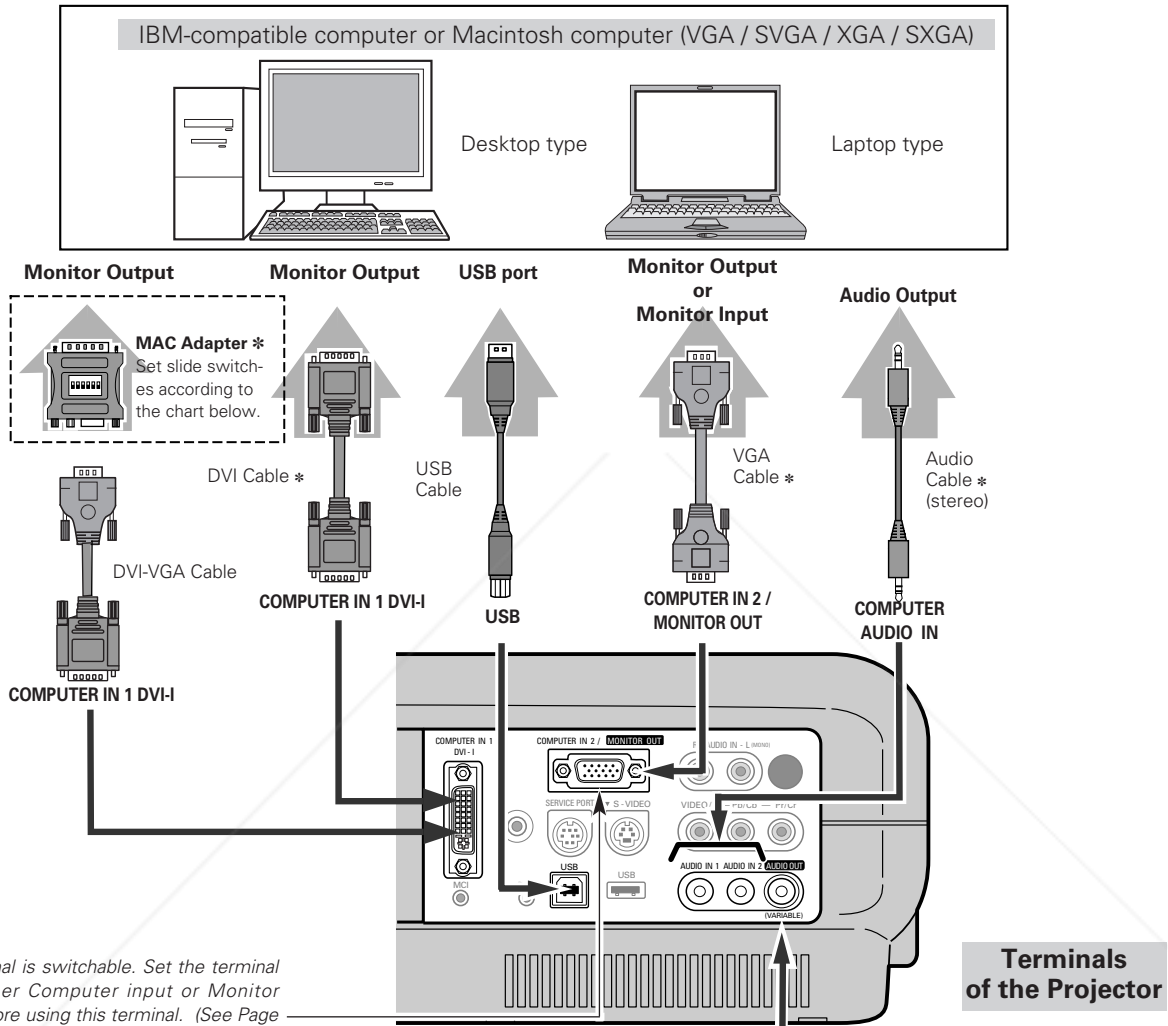 IBM-compatible computer or Macintosh computer (VGA / SVGA / XGA / SXGA)
Desktop type
Laptop type
Monitor Output
Monitor Output
USB port
Monitor Output
or
Monitor Input
Audio Output
MAC Adapter *
Set slide switch-
es according to
the chart below.
DVI Cable *
USB
Cable
VGA
Cable *
Audio
Cable *
(stereo)
DVI-VGA Cable
COMPUTER IN 1 DVI-I
USB
COMPUTER IN 2 /
MONITOR OUT
COMPUTER
AUDIO IN
COMPUTER IN 1 DVI-I
COMPUTER IN 1
DVI - I
COMPUTER IN 2 / MONITOR OUT
AUDIO IN - L (MONO)
SERVICE PORT
S - VIDEO
VIDEO/
PB/CB — Pr/Cr
USB
USB
AUDIO IN 1 AUDIO IN 2 AUDIO OUT
MCI
(VARIABLE)
is switchable. Set the terminal
Computer input or Monitor
using this terminal. (See Page
Terminals
of the Projector